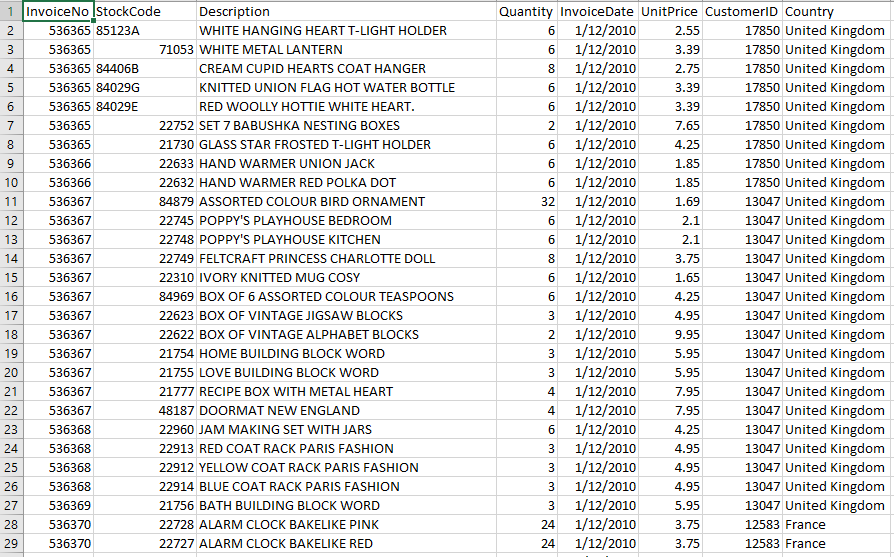 1 InvoiceNo StockCode Description Quantity InvoiceDate UnitPrice CustomerID Country
2 536365 85123A WHITE HANGING HEART T-LIGHT HOLDER 6 1/12/2010 2.55 17850 United Kingdom
3 536365 71053 WHITE METAL LANTERN 6 1/12/2010 3.39 17850 United Kingdom
4 536365 84406B CREAM CUPID HEARTS COAT HANGER 8 1/12/2010 2.75 17850 United Kingdom
5 536365 84029G KNITTED UNION FLAG HOT WATER BOTTLE 6 1/12/2010 3.39 17850 United Kingdom
6 536365 84029E RED WOOLLY HOTTIE WHITE HEART. 6 1/12/2010 3.39 17850 United Kingdom
7 536365 22752 SET 7 BABUSHKA NESTING BOXES 2 1/12/2010 7.65 17850 United Kingdom
8 536365 21730 GLASS STAR FROSTED T-LIGHT HOLDER 6 1/12/2010 4.25 17850 United Kingdom
9 536366 22633 HAND WARMER UNION JACK 6 1/12/2010 1.85 17850 United Kingdom
10 536366 22632 HAND WARMER RED POLKA DOT 6 1/12/2010 1.85 17850 United Kingdom
11 536367 84879 ASSORTED COLOUR BIRD ORNAMENT 32 1/12/2010 1.69 13047 United Kingdom
12 536367 22745 POPPY'S PLAYHOUSE BEDROOM 6 1/12/2010 2.1 13047 United Kingdom
13 536367 22748 POPPY'S PLAYHOUSE KITCHEN 6 1/12/2010 2.1 13047 United Kingdom
14 536367 22749 FELTCRAFT PRINCESS CHARLOTTE DOLL 8 1/12/2010 3.75 13047 United Kingdom
15 536367 22310 IVORY KNITTED MUG COSY 6 1/12/2010 1.65 13047 United Kingdom
16 536367 84969 BOX OF 6 ASSORTED COLOUR TEASPOONS 6 1/12/2010 4.25 13047 United Kingdom
17 536367 22623 BOX OF VINTAGE JIGSAW BLOCKS 3 1/12/2010 4.95 13047 United Kingdom
18 536367 22622 BOX OF VINTAGE ALPHABET BLOCKS 2 1/12/2010 9.95 13047 United Kingdom
19 536367 21754 HOME BUILDING BLOCK WORD 3 1/12/2010 5.95 13047 United Kingdom
20 536367 21755 LOVE BUILDING BLOCK WORD 3 1/12/2010 5.95 13047 United Kingdom
21 536367 21777 RECIPE BOX WITH METAL HEART 4 1/12/2010 7.95 13047 United Kingdom
22 536367 48187 DOORMAT NEW ENGLAND 4 1/12/2010 7.95 13047 United Kingdom
23 536368 22960 JAM MAKING SET WITH JARS 6 1/12/2010 4.25 13047 United Kingdom
24 536368 22913 RED COAT RACK PARIS FASHION 3 1/12/2010 4.95 13047 United Kingdom
25 536368 22912 YELLOW COAT RACK PARIS FASHION 3 1/12/2010 4.95 13047 United Kingdom
26 536368 22914 BLUE COAT RACK PARIS FASHION 3 1/12/2010 4.95 13047 United Kingdom
27 536369 21756 BATH BUILDING BLOCK WORD 3 1/12/2010 5.95 13047 United Kingdom
28 536370 22728 ALARM CLOCK BAKELIKE PINK 24 1/12/2010 3.75 12583 France
29 536370 22727 ALARM CLOCK BAKELIKE RED 24 1/12/2010 3.75 12583 France